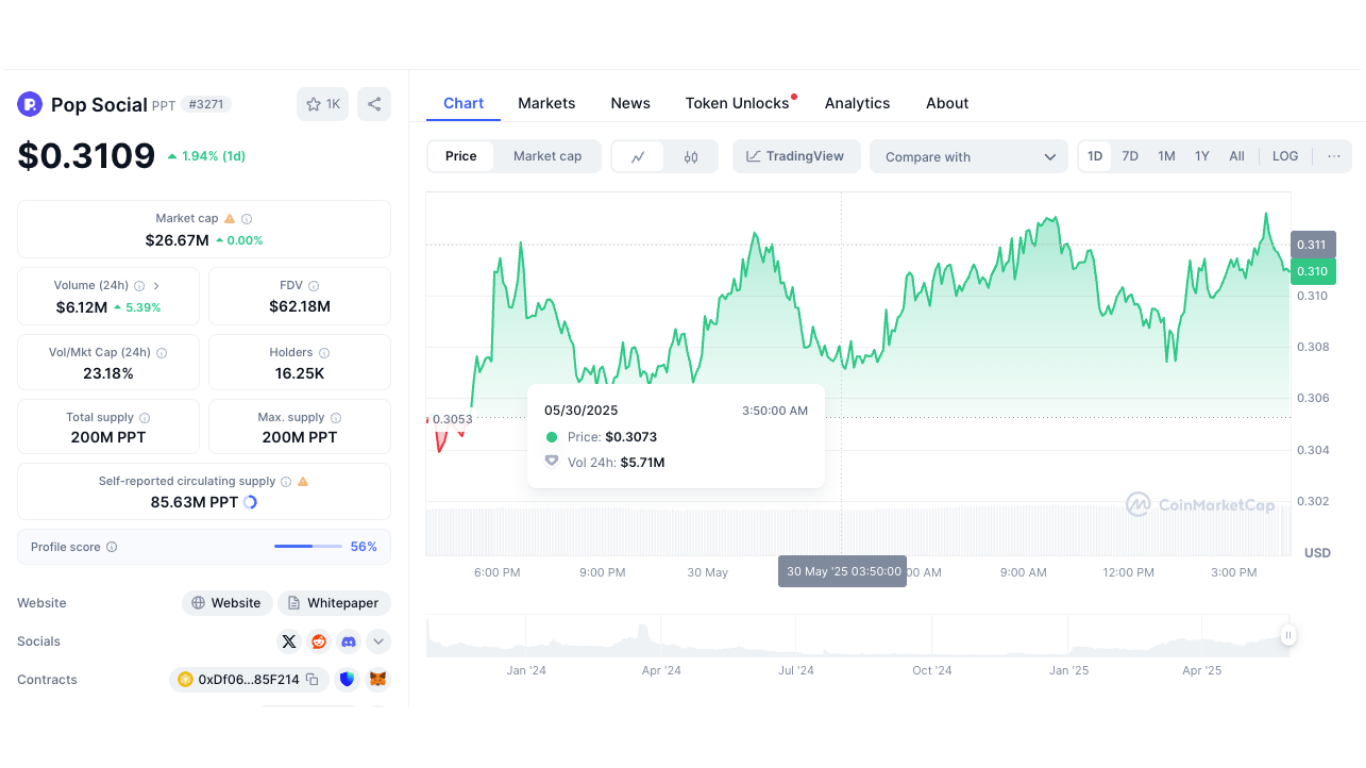 Pop Social PPT #3271
1K
$0.3109 1.94% (1d)
Market cap
$26.67M 0.00%
Volume (24h)
$6.12M 5.39%
FDV
$62.18M
Vol/Mkt Cap (24h)
23.18%
Holders
16.25K
Total supply
200M PPT
Max. supply
200M PPT
Self-reported circulating supply
85.63M PPT
Profile score 56%
Website Website Whitepaper
Socials
Contracts 0xDf06...85F214
Chart Markets News Token Unlocks Analytics About
Price Market cap TradingView Compare with 1D 7D 1M 1Y All LOG ...
0.311
0.310
0.310
0.308
0.306
0.3053
0.304
0.302
05/30/2025 3:50:00 AM
Price: $0.3073
Vol 24h: $5.71M
CoinMarketCap
USD
6:00 PM 9:00 PM 30 May 30 May '25 03:50:00 00 AM 9:00 AM 12:00 PM 3:00 PM
Jan '24 Apr '24 Jul '24 Oct '24 Jan '25 Apr '25